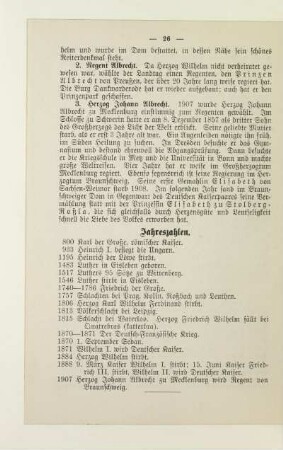 — 26 —
helm und wurde im Dom bestattet, in dessen Nähe sein schönes
Reiterdenkmal steht.
2. Regent Albrecht. Da Herzog Wilhelm nicht verheiratet ge-
wesen war, wählte der Landtag einen Regenten, den Prinzen
Albrecht von Preußen, der über 20 Jahre lang weise regiert hat.
Die Burg Dankwarderode hat er wieder aufgebaut, auch hat er
den Prinzenpark geschaffen.
3. Herzog Johann Albrecht. 1907 wurde Herzog Johann
Albrecht zu Mecklenburg einstimmig zum Regenten gewählt. Im
Schlosse zu Schwerin hatte er am 8. Dezember 1857 als dritter Sohn
des Großherzogs das Licht der Welt erblickt. Seine geliebte Mutter
starb, als er erst 7 Jahr alt war. Ein Augenleiden nötigte ihn früh,
im Süden Heilung zu suchen. In Dresden besuchte er das Gym-
nasium und bestand ehrenvoll die Abgangsprüfung. Dann besuchte
er die Kriegsschule in Metz und die Universität in Bonn und machte
große Weltreisen. Vier Jahre hat er weise im Großherzogtum
Mecklenburg regiert. Ebenso segensreich regierte er im Her-
zogtum Braunschweig. Seine erste Gemahlin Elisabeth von
Sachsen-Weimar starb 1908. Im folgenden Jahr fand im Braun-
schweiger Dom in Gegenwart des Deutschen Kaiserpaares seine Ver-
mählung statt mit Prinzessin Elisabeth zu Stolberg-
Roßla, die sich gleichfalls durch Herzensgüte und Leutseligkeit
schnell die Liebe des Volkes erworben hat.
Jahreszahlen.
800 Karl der Große, römischer Kaiser.
933 Heinrich I. besiegt die Ungarn.
1195 Heinrich der Löwe stirbt.
1483 Luther in Eisleben geboren.
1517 Luthers 95 Sätze zu Wittenberg.
1546 Luther stirbt in Eisleben.
1740—1786 Friedrich der Große.
1757 Schlachten bei Prag, Kollin, Roßbach und Leuthen.
1806 Herzog Karl Wilhelm Ferdinand stirbt.
1813 Völkerschlacht bei Leipzig.
1815 Schlacht bei Waterloo. Herzog Friedrich Wilhelm fällt bei
Quatrebras (katterbra).
1870—1871 Der Deutsch-Französische Krieg.
1870 1. September Sedan.
1871 Wilhelm I. wird Deutscher Kaiser.
1884 Herzog Wilhelm stirbt.
1888 9. März Kaiser Wilhelm I. stirbt; 15. Juni Kaiser Fried-
rich III. stirbt, Wilhelm II. wird Deutscher Kaiser.
1907 Herzog Johann Albrecht zu Mecklenburg wird Regent von
Braunschweig.